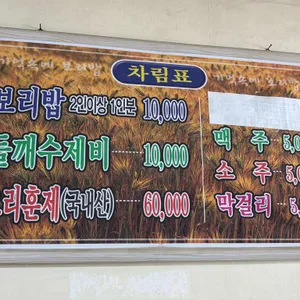 차림표
보리밥 2인이상 1인분 10,000
들깨수제비 10,000
리훈제(국내산) 60,000
맥주 5,0
소주 5,0
막걸리 5,0